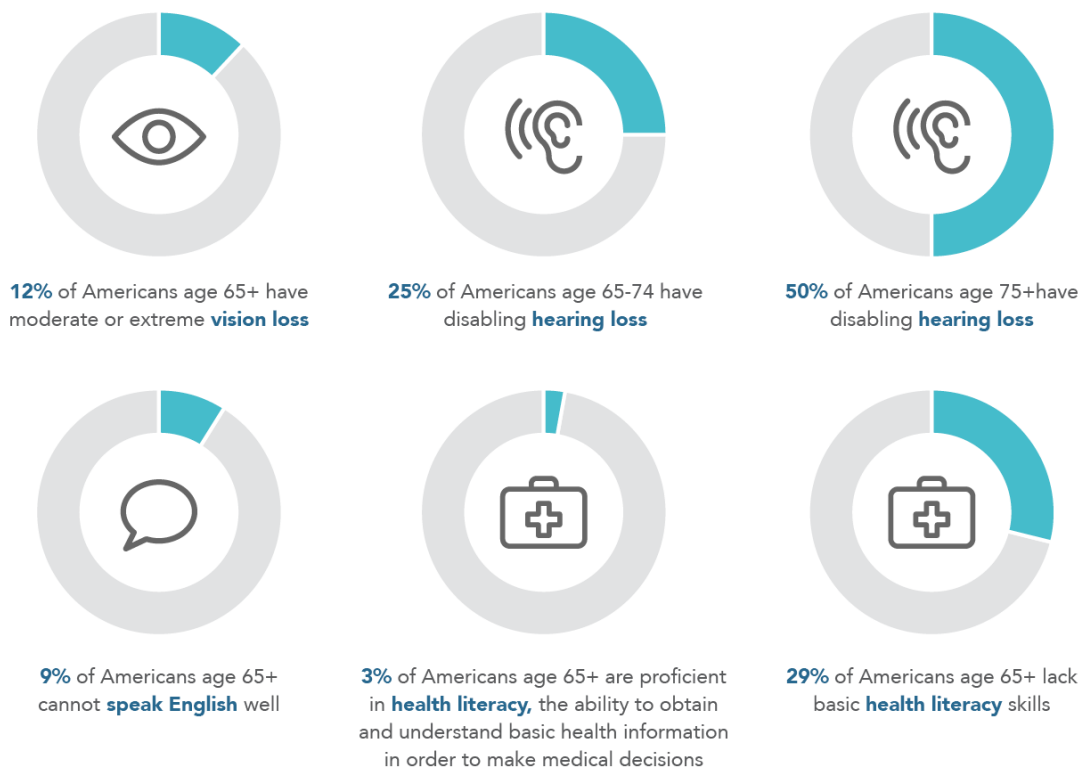 12% of Americans age 65+ have
moderate or extreme vision loss
25% of Americans age 65-74 have
disabling hearing loss
50% of Americans age 75+have
disabling hearing loss
9% of Americans age 65+
cannot speak English well
3% of Americans age 65+ are proficient
in health literacy, the ability to obtain
and understand basic health information
in order to make medical decisions
29% of Americans age 65+ lack
basic health literacy skills